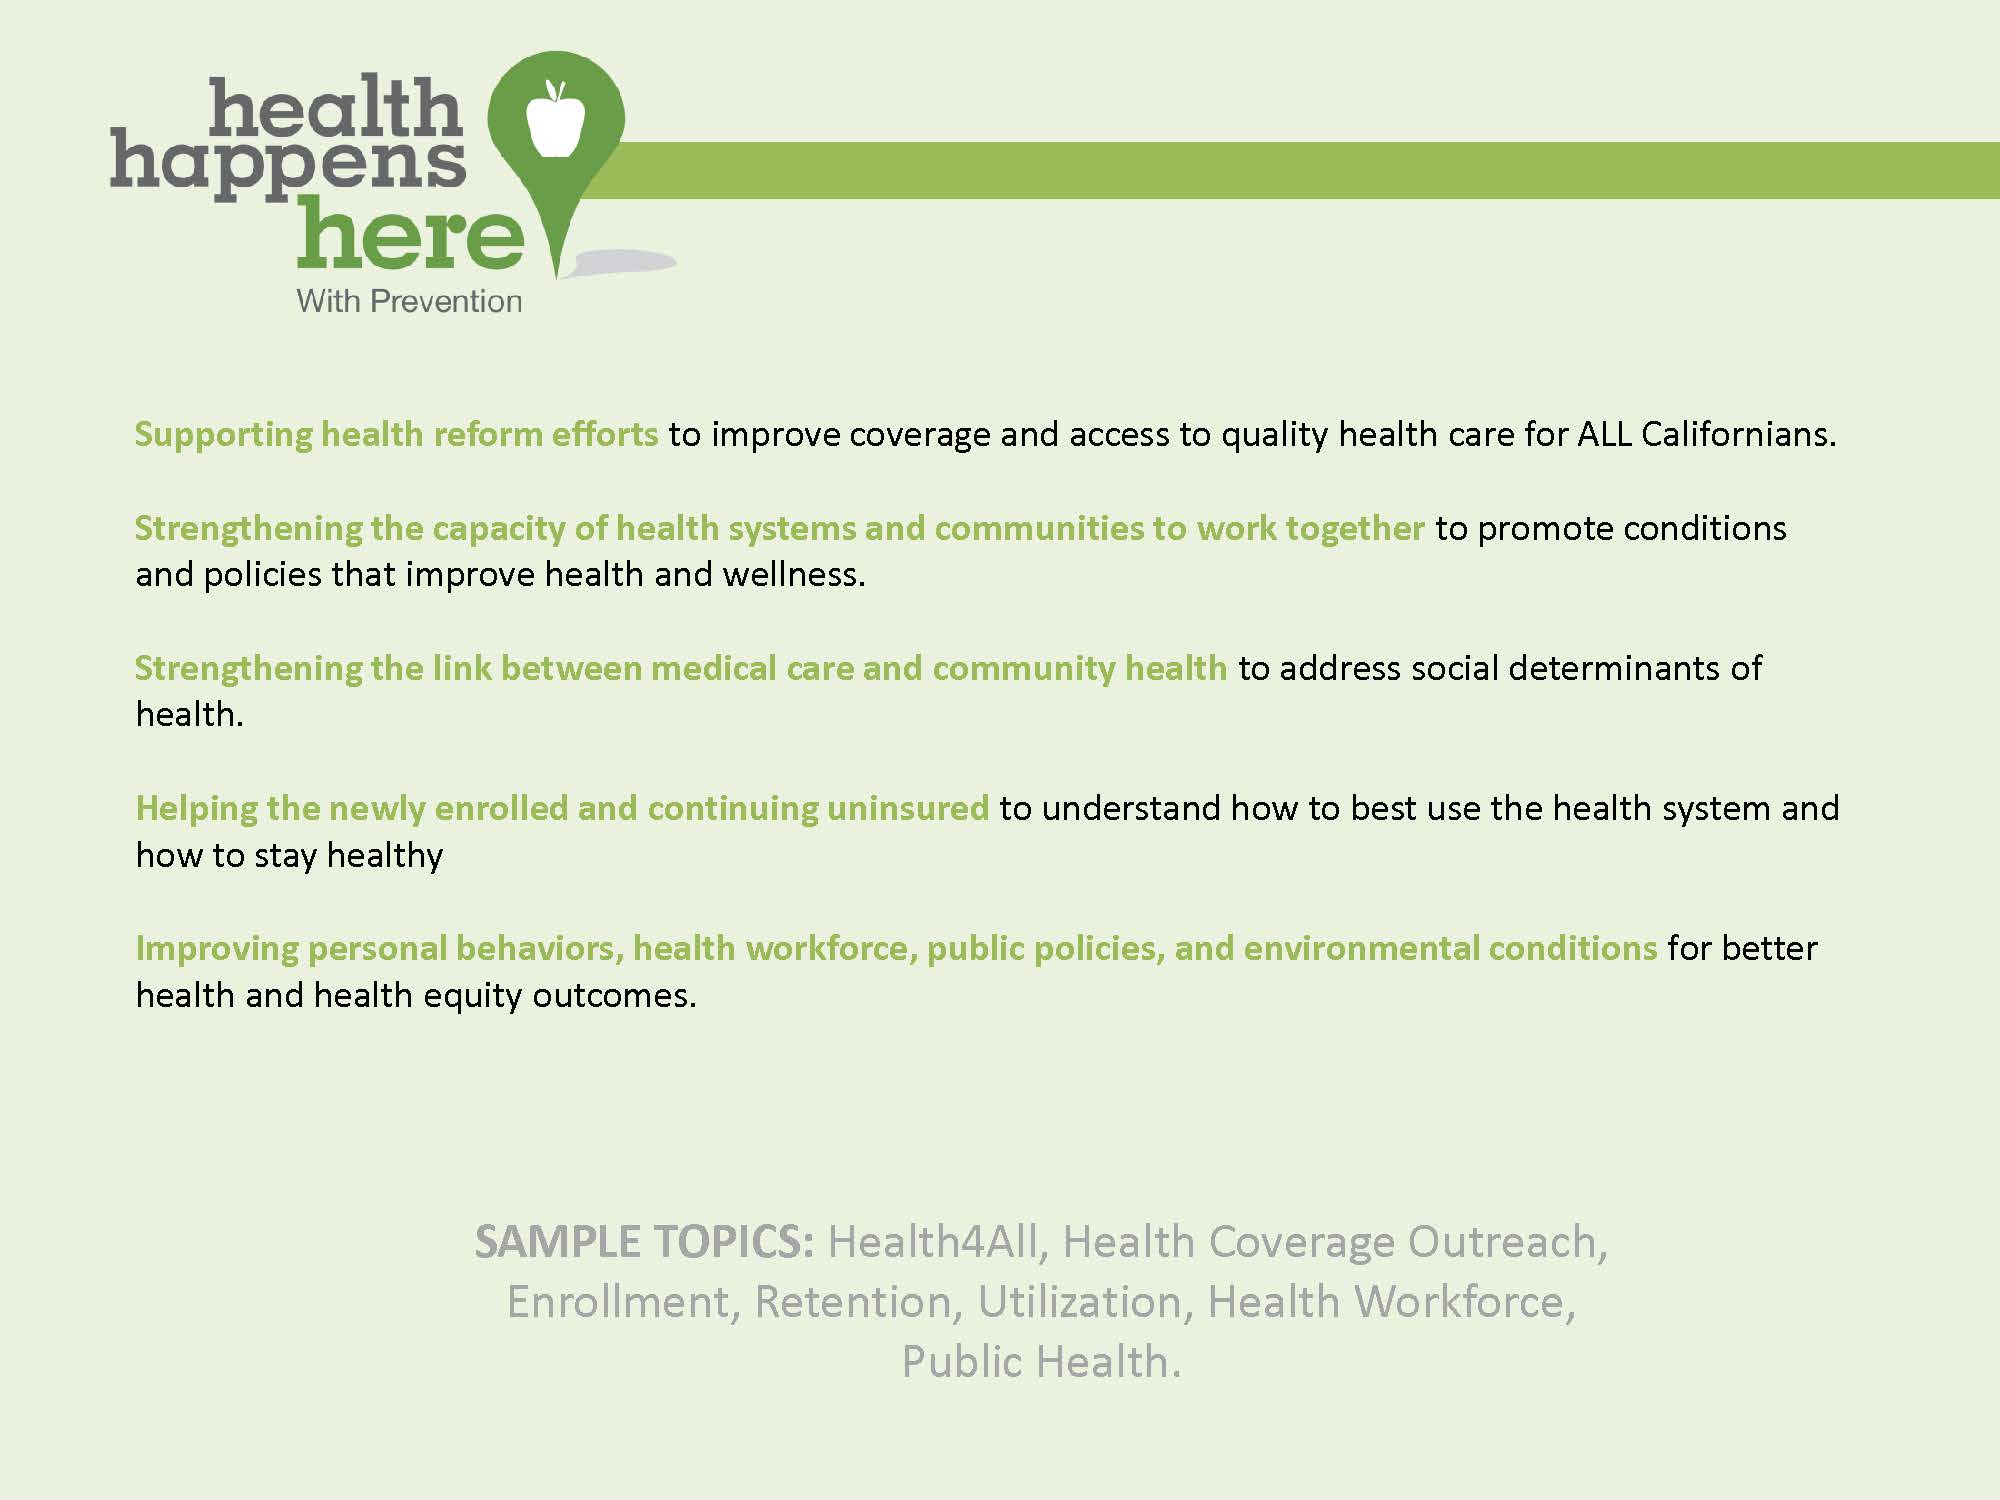 health
happens
here
With Prevention
Supporting health reform efforts to improve coverage and access to quality health care for ALL Californians.
Strengthening the capacity of health systems and communities to work together to promote conditions
and policies that improve health and wellness.
Strengthening the link between medical care and community health to address social determinants of
health.
Helping the newly enrolled and continuing uninsured to understand how to best use the health system and
how to stay healthy
Improving personal behaviors, health workforce, public policies, and environmental conditions for better
health and health equity outcomes.
SAMPLE TOPICS: Health4All, Health Coverage Outreach,
Enrollment, Retention, Utilization, Health Workforce,
Public Health.